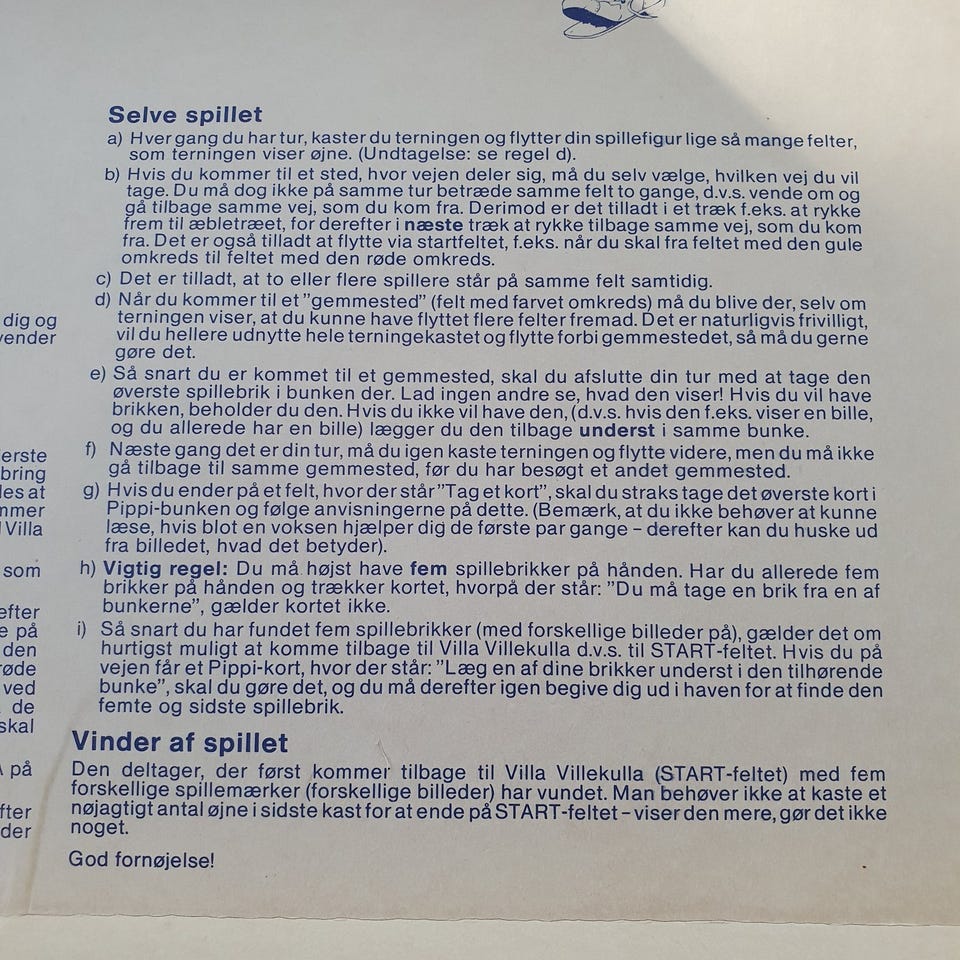 Selve spillet
a) Hver gang du har tur, kaster du terningen og flytter din spillefigur lige så mange felter,
som terningen viser øjne. (Undtagelse: se regel d).
b) Hvis du kommer til et sted, hvor vejen deler sig, må du selv vælge, hvilken vej du vil
tage. Du må dog ikke på samme tur betræde samme felt to gange, d.v.s. vende om og
gå tilbage samme vej, som du kom fra. Derimod er det tilladt i et træk f.eks. at rykke
frem til æbletræet, for derefter i næste træk at rykke tilbage samme vej, som du kom
fra. Det er også tilladt at flytte via startfeltet, f.eks. når du skal fra feltet med den gule
omkreds til feltet med den røde omkreds.
c) Det er tilladt, at to eller flere spillere står på samme felt samtidig.
d) Når du kommer til et "gemmested" (felt med farvet omkreds) må du blive der, selv om
terningen viser, at du kunne have flyttet flere felter fremad. Det er naturligvis frivilligt,
vil du hellere udnytte hele terningekastet og flytte forbi gemmestedet, så må du gerne
gøre det.
e) Så snart du er kommet til et gemmested, skal du afslutte din tur med at tage den
øverste spillebrik i bunken der. Lad ingen andre se, hvad den viser! Hvis du vil have
brikken, beholder du den. Hvis du ikke vil have den, (d.v.s. hvis den f.eks. viser en bille,
og du allerede har en bille) lægger du den tilbage underst i samme bunke.
f) Næste gang det er din tur, må du igen kaste terningen og flytte videre, men du må ikke
gå tilbage til samme gemmested, før du har besøgt et andet gemmested.
g) Hvis du ender på et felt, hvor der står "Tag et kort", skal du straks tage det øverste kort i
Pippi-bunken og følge anvisningerne på dette. (Bemærk, at du ikke behøver at kunne
læse, hvis blot en voksen hjælper dig de første par gange – derefter kan du huske ud
fra billedet, hvad det betyder).
h) Vigtig regel: Du må højst have fem spillebrikker på hånden. Har du allerede fem
brikker på hånden og trækker kortet, hvorpå der står: "Du må tage en brik fra en af
bunkerne", gælder kortet ikke.
i) Så snart du har fundet fem spillebrikker (med forskellige billeder på), gælder det om
hurtigst muligt at komme tilbage til Villa Villekulla d.v.s. til START-feltet. Hvis du på
vejen får et Pippi-kort, hvor der står: "Læg en af dine brikker underst i den tilhørende
bunke", skal du gøre det, og du må derefter igen begive dig ud i haven for at finde den
femte og sidste spillebrik.
Vinder af spillet
Den deltager, der først kommer tilbage til Villa Villekulla (START-feltet) med fem
forskellige spillemærker (forskellige billeder) har vundet. Man behøver ikke at kaste et
nøjagtigt antal øjne i sidste kast for at ende på START-feltet – viser den mere, gør det ikke
noget.
God fornøjelse!
dig og
vender
erste
bring
les at
mmer
Villa
som
efter
e på
den
røde
ved
de
skal
på
fter
der